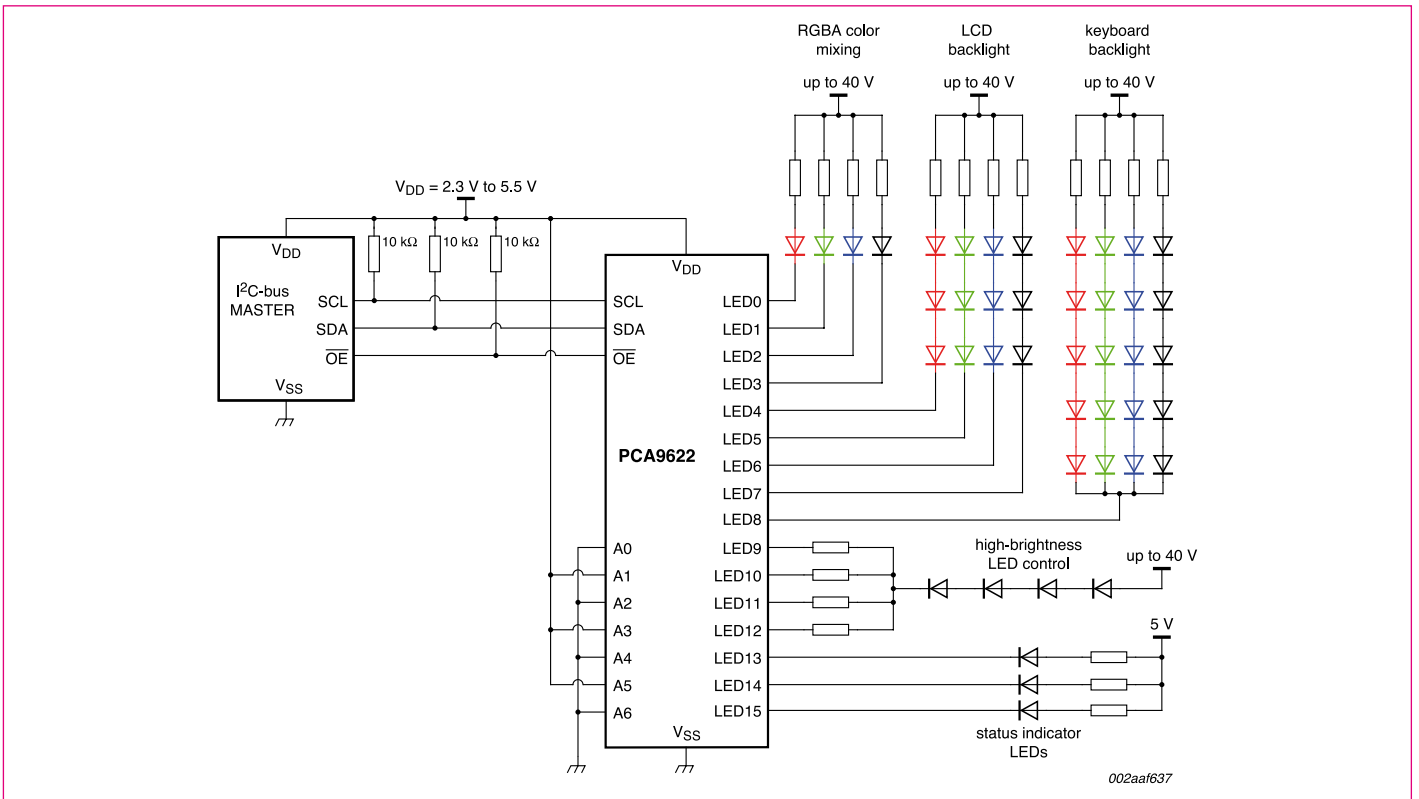 RGBA color
mixing
LCD
backlight
keyboard
backlight
up to 40 V
up to 40 V
up to 40 V
VDD = 2.3 V to 5.5 V
10 kΩ
10 kΩ
10 kΩ
VDD
I2C-bus
MASTER
SCL
SDA
OE
VSS
VDD
SCL
SDA
OE
PCA9622
A0
A1
A2
A3
A4
A5
A6
VSS
LED0
LED1
LED2
LED3
LED4
LED5
LED6
LED7
LED8
LED9
LED10
LED11
LED12
LED13
LED14
LED15
high-brightness
LED control
up to 40 V
5 V
status indicator
LEDs
002aaf637